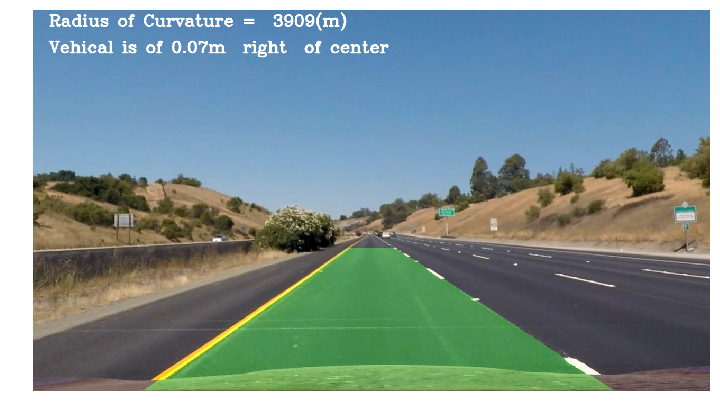 Radius of Curvature = 3909(m)
Vehical is of 0.07m right of center